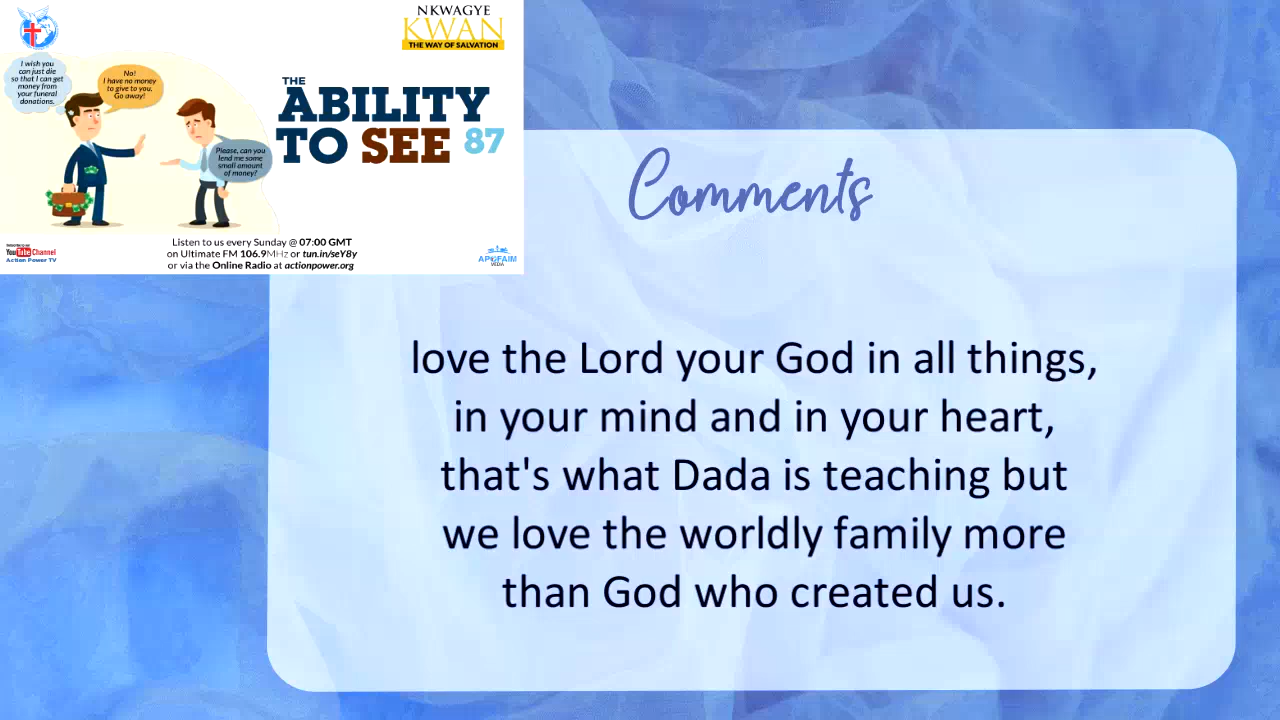 NKWAGYE
KWAN
THE WAY OF SALVATION
I wish you
can just die
so that I can get
money from
your funeral
donations.
No!
I have no money
to give to you.
Go away!
Please, can you
lend me some
small amount
of money?
THE
ABILITY
TO SEE 87
YouTube Channel
Action Power TV
Listen to us every Sunday @ 07:00 GMT
on Ultimate FM 106.9MHz or tun.in/seY8y
or via the Online Radio at actionpower.org
APOFAIM
MEDIA
Comments
love the Lord your God in all things,
in your mind and in your heart,
that's what Dada is teaching but
we love the worldly family more
than God who created us.